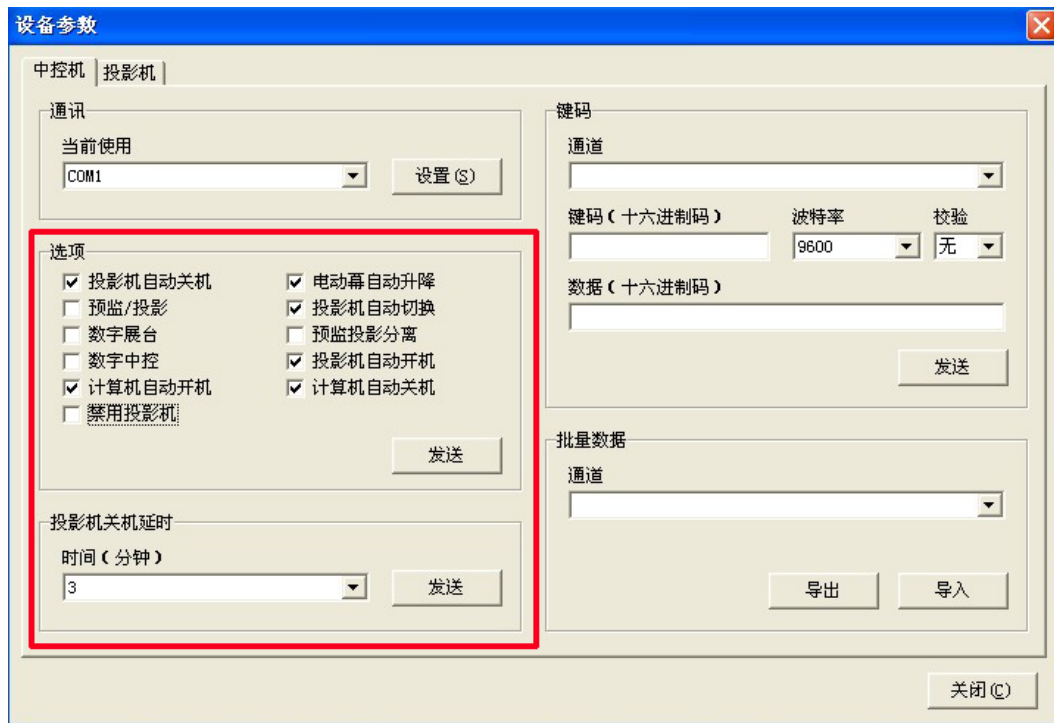 设备参数
中控机 投影机
通讯
当前使用
COM1 设置(S)
选项
投影机自动关机 电动幕自动升降
预监/投影 投影机自动切换
数字展台 预监投影分离
数字中控 投影机自动开机
计算机自动开机 计算机自动关机
禁用投影机
发送
投影机关机延时
时间(分钟)
3 发送
键码
通道
键码(十六进制码) 波特率 校验
9600 无
数据(十六进制码)
发送
批量数据
通道
导出 导入
关闭(C)